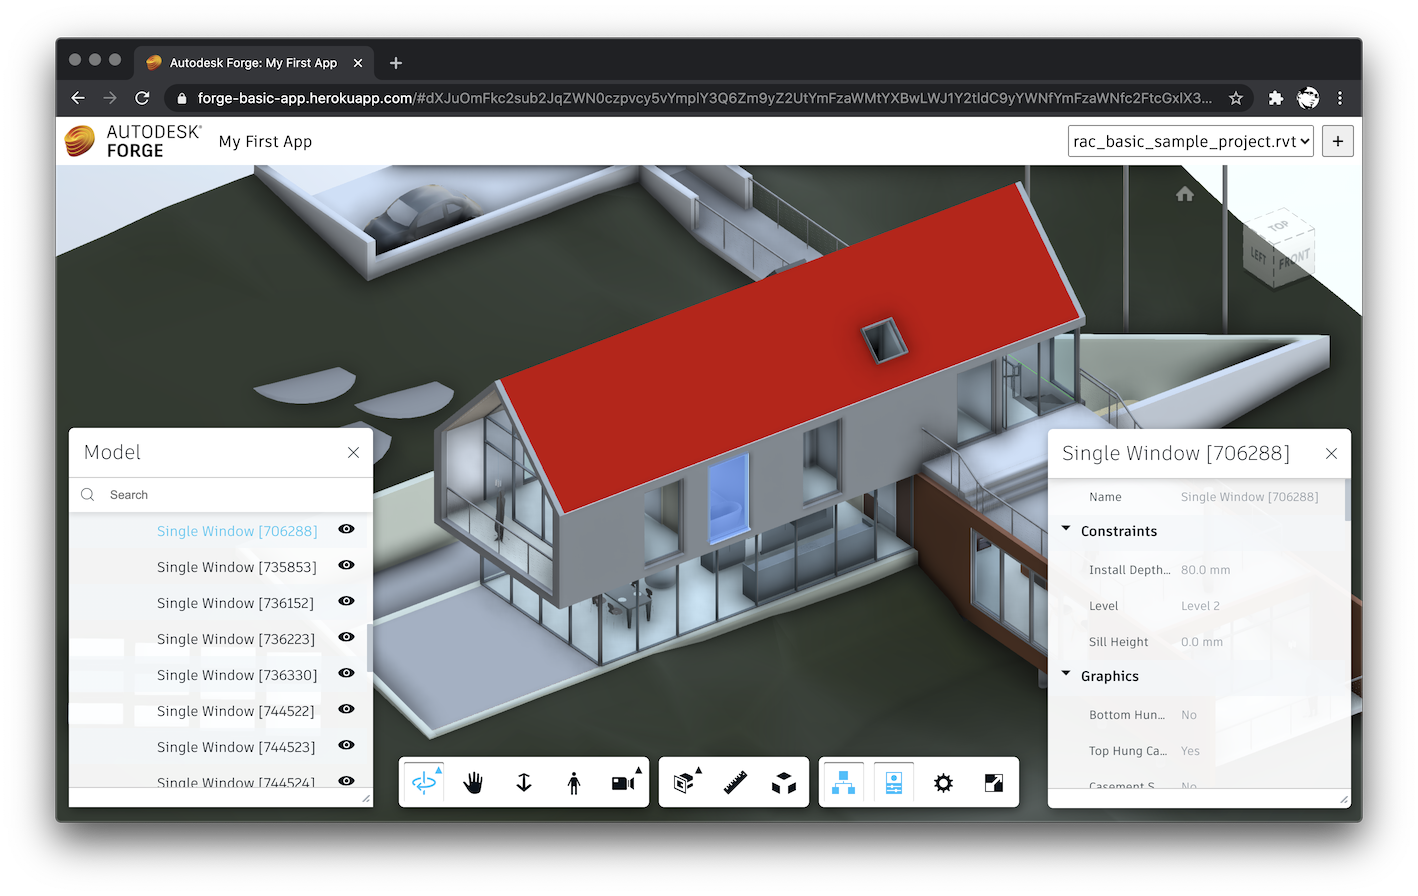 Autodesk Forge: My First App
forge-basic-app.herokuapp.com/#dXJuOmFkc2sub2JqZWN0czpvcy5vYmplY3Q6Zm9yZ2UtYmFzaWMtYXBwLWJ1Y2tldC9yYWNfYmFzaWNfc2FtcGxlX3...
AUTODESK®
FORGE
My First App
rac_basic_sample_project.rvt
+
TOP
LEFT
FRONT
Model
Search
Single Window [706288]
Single Window [735853]
Single Window [736152]
Single Window [736223]
Single Window [736330]
Single Window [744522]
Single Window [744523]
Single Window [744524]
Single Window [706288]
Name Single Window [706288]
Constraints
Install Depth... 80.0 mm
Level Level 2
Sill Height 0.0 mm
Graphics
Bottom Hun... No
Top Hung Ca... Yes
Casement S... No